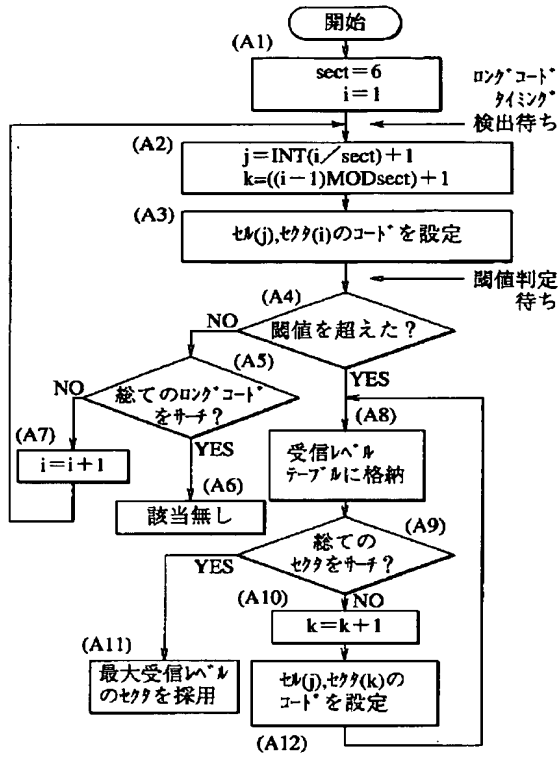 開始
(A1)
sect=6
i=1
ﾛﾝｸﾞｺｰﾄﾞ
ﾀｲﾐﾝｸﾞ
検出待ち
(A2)
j=INT(i／sect)+1
k=((i－1)MODsect)+1
(A3)
ｾﾙ(j),ｾｸﾀ(i)のｺｰﾄﾞを設定
閾値判定
待ち
(A4)
NO
閾値を超えた？
(A5)
YES
NO
総てのﾛﾝｸﾞｺｰﾄﾞ
をサーチ？
(A8)
(A7)
YES
受信ﾚﾍﾞﾙ
ﾃｰﾌﾞﾙに格納
i=i+1
(A6)
該当無し
(A9)
総ての
ｾｸﾀをサーチ？
YES
(A10)
NO
k=k+1
(A11)
最大受信ﾚﾍﾞﾙ
のセクタを採用
ｾﾙ(j),ｾｸﾀ(k)の
ｺｰﾄﾞを設定
(A12)